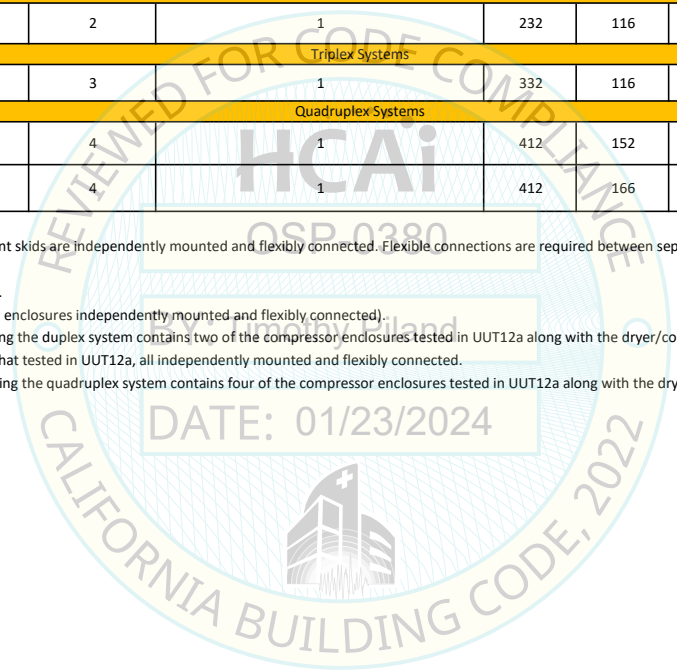 2 1 232 116
Triplex Systems
3 1 332 116
Quadruplex Systems
4 1 412 152
4 1 412 166
nt skids are independently mounted and flexibly connected. Flexible connections are required between sep
.
enclosures independently mounted and flexibly connected).
ng the duplex system contains two of the compressor enclosures tested in UUT12a along with the dryer/co
hat tested in UUT12a, all independently mounted and flexibly connected.
ing the quadruplex system contains four of the compressor enclosures tested in UUT12a along with the dry
REVIEWED FOR CODE COMPLIANCE
HCAi
OSP-0380
BY: Timothy Piland
DATE: 01/23/2024
CALIFORNIA BUILDING CODE, 2022